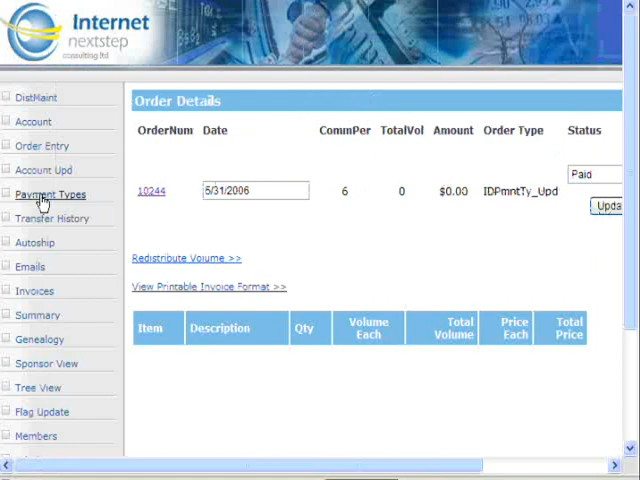 Internet
nextstep
consulting ltd
DistMaint
Account
Order Entry
Account Upd
Payment Types
Transfer History
Autoship
Emails
Invoices
Summary
Genealogy
Sponsor View
Tree View
Flag Update
Members
Order Details
OrderNum Date CommPer TotalVol Amount Order Type Status
10244 5/31/2006 6 0 $0.00 IDPmntTy_Upd Paid
Upda
Redistribute Volume >>
View Printable Invoice Format >>
Item Description Qty Volume Each Total Volume Price Each Total Price